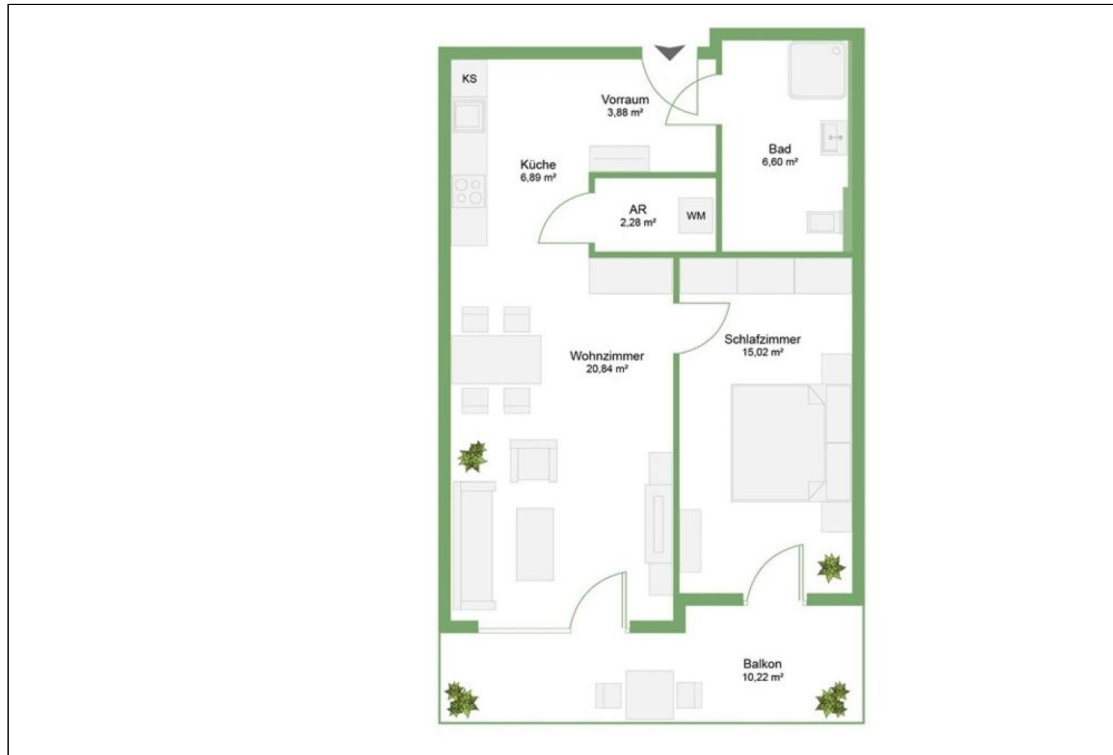 KS
Vorraum
3,88 m²
Bad
6,60 m²
Küche
6,89 m²
AR
2,28 m²
WM
Schlafzimmer
15,02 m²
Wohnzimmer
20,84 m²
Balkon
10,22 m²